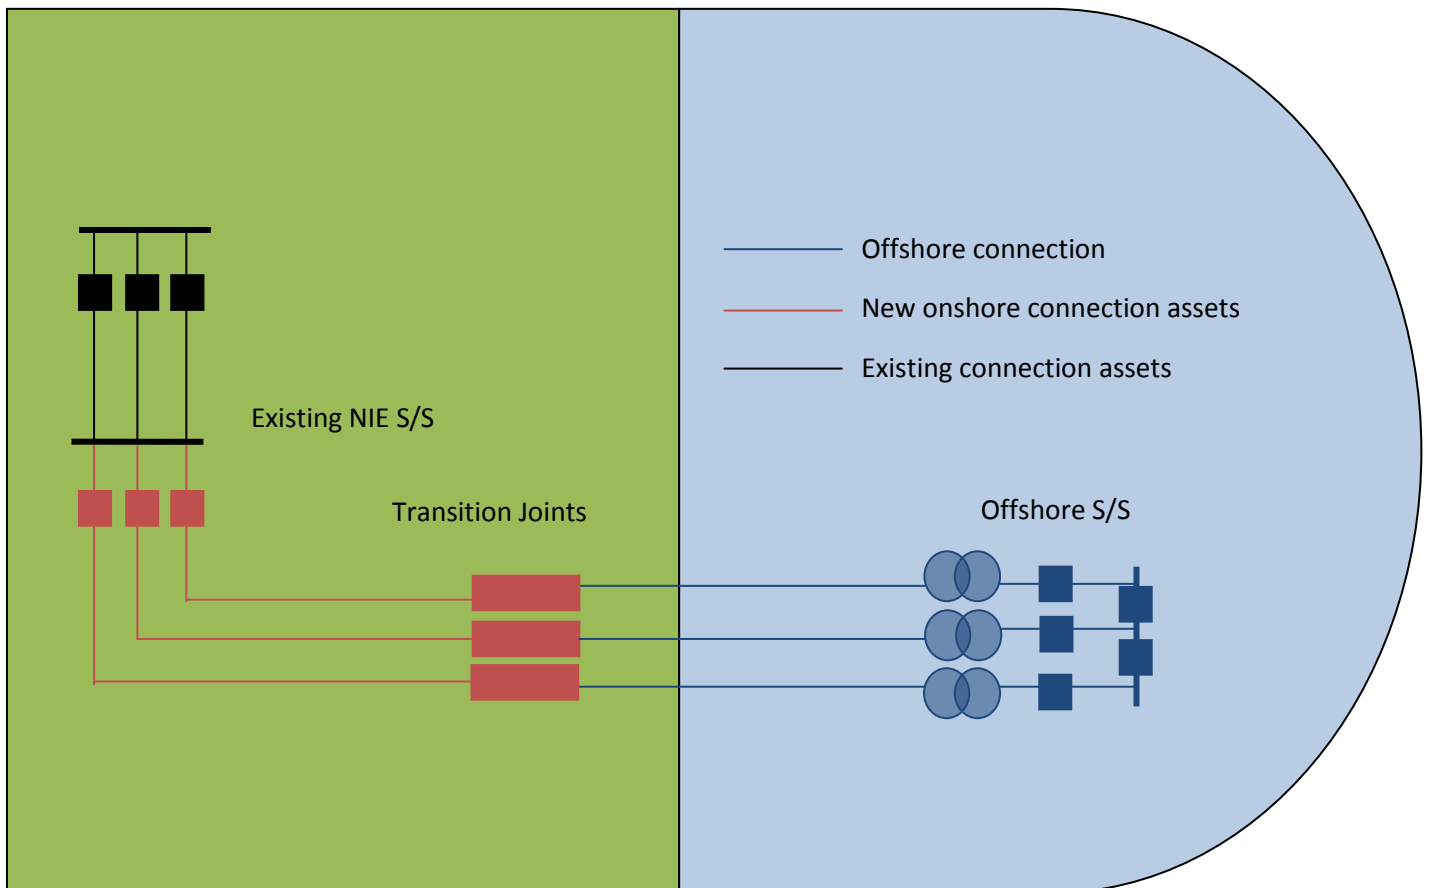 Offshore connection
New onshore connection assets
Existing connection assets
Existing NIE S/S
Transition Joints
Offshore S/S